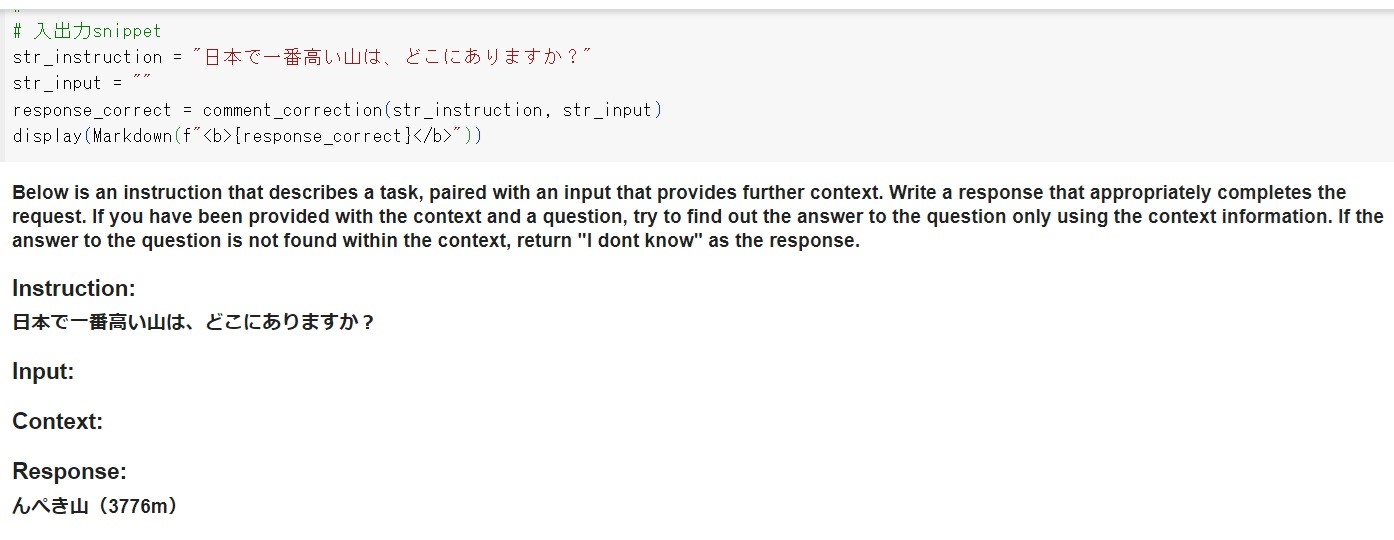 # 入出力snippet
str_instruction = "日本で一番高い山は、どこにありますか？"
str_input = ""
response_correct = comment_correction(str_instruction, str_input)
display(Markdown(f"<b>[response_correct]</b>"))
Below is an instruction that describes a task, paired with an input that provides further context. Write a response that appropriately completes the
request. If you have been provided with the context and a question, try to find out the answer to the question only using the context information. If the
answer to the question is not found within the context, return "I dont know" as the response.
Instruction:
日本で一番高い山は、どこにありますか？
Input:
Context:
Response:
んぺき山（3776m）